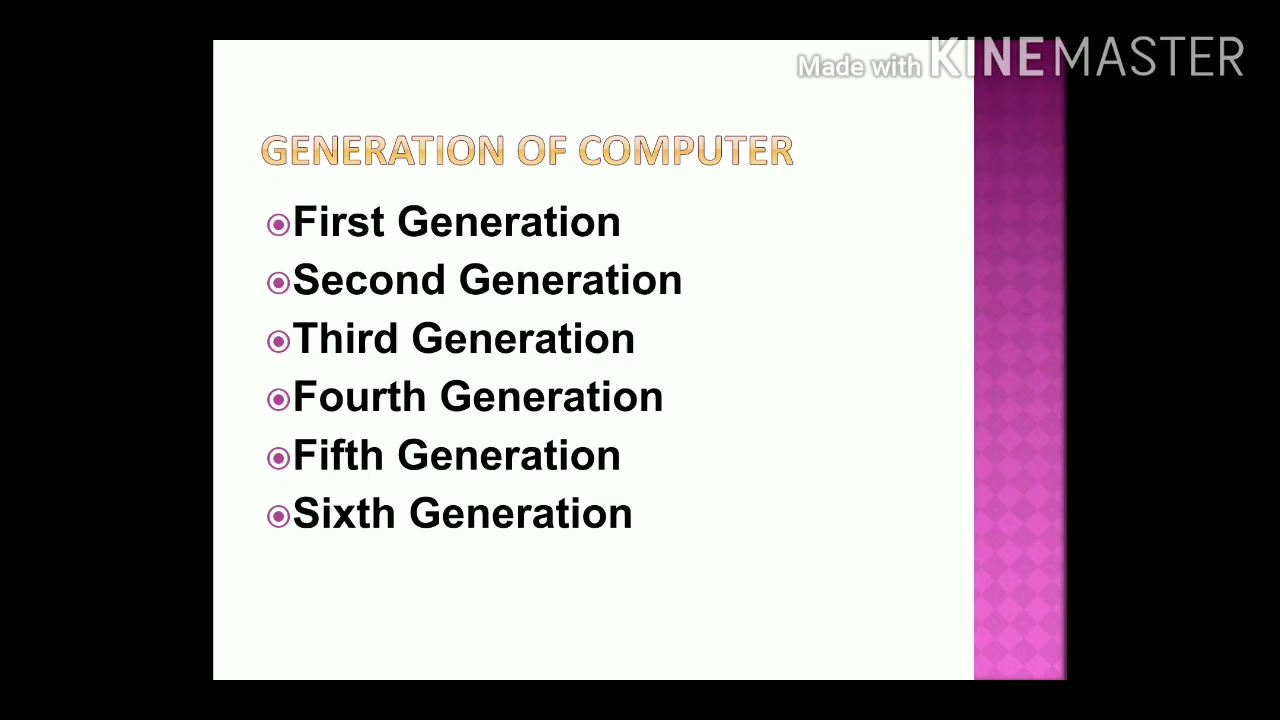 Made with KINEMASTER
GENERATION OF COMPUTER
First Generation
Second Generation
Third Generation
Fourth Generation
Fifth Generation
Sixth Generation